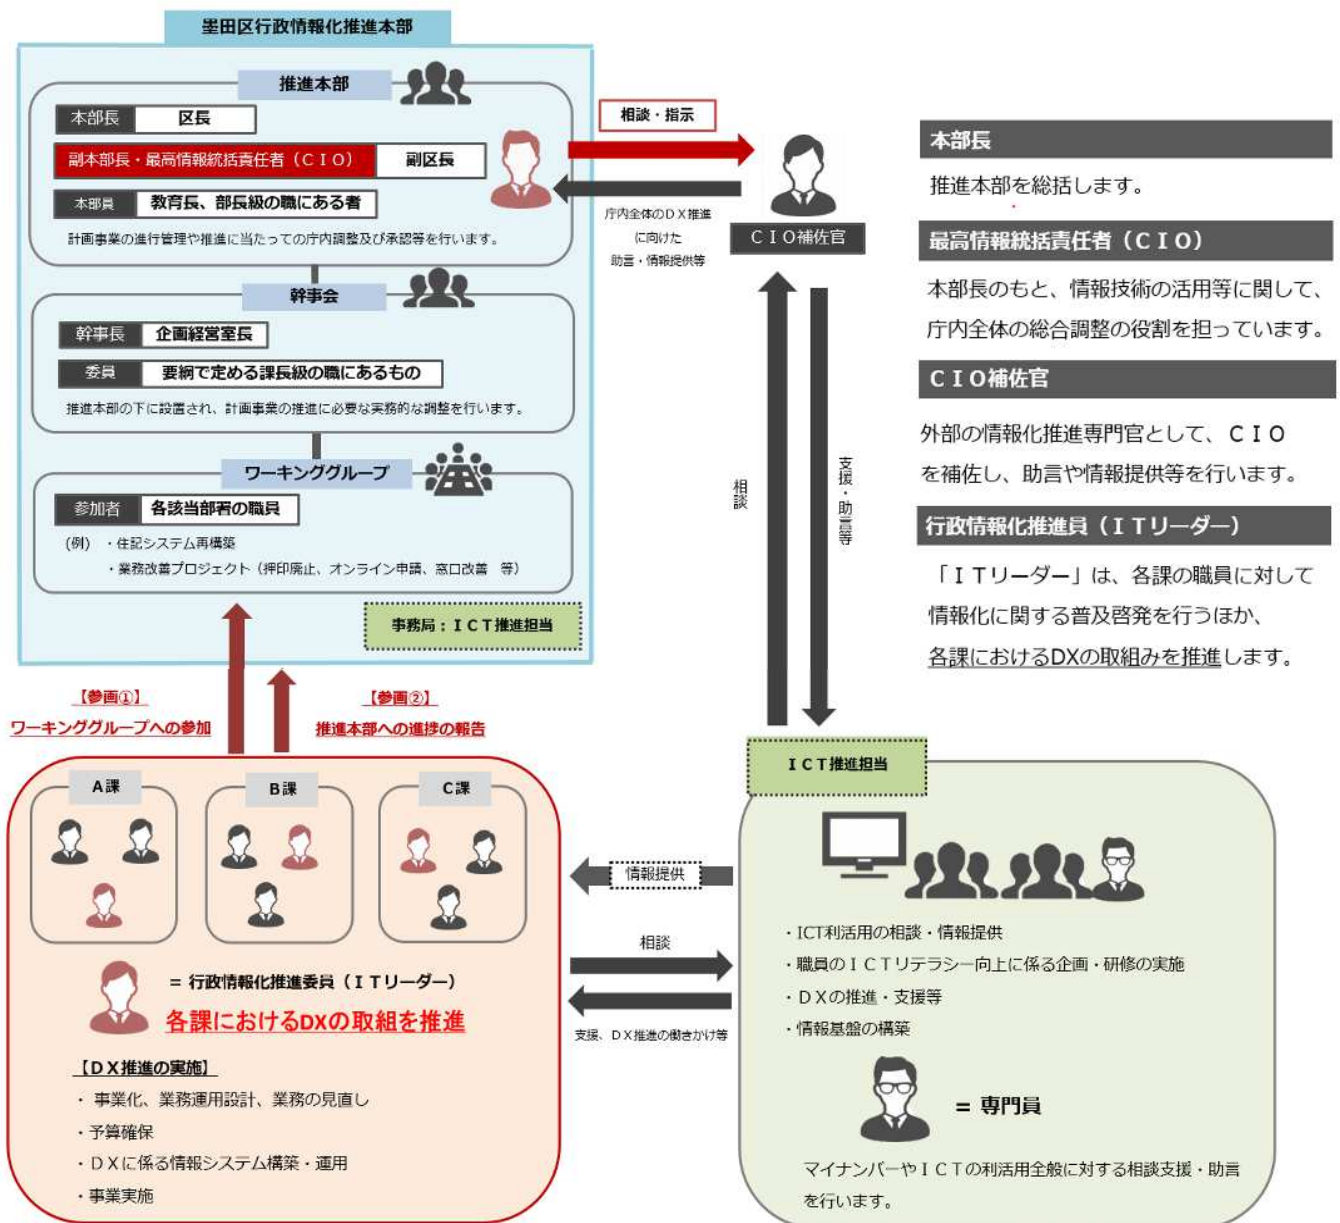 墨田区行政情報化推進本部
推進本部
本部長 区長
副本部長・最高情報統括責任者（ＣＩＯ） 副区長
本部員 教育長、部長級の職にある者
計画事業の進行管理や推進に当たっての庁内調整及び承認等を行います。
幹事会
幹事長 企画経営室長
委員 要綱で定める課長級の職にあるもの
推進本部の下に設置され、計画事業の推進に必要な実務的な調整を行います。
ワーキンググループ
参加者 各該当部署の職員
(例) ・住記システム再構築
・業務改善プロジェクト（押印廃止、オンライン申請、窓口改善 等）
事務局：ＩＣＴ推進担当
相談・指示
庁内全体のＤＸ推進
に向けた
助言・情報提供等
ＣＩＯ補佐官
相談
支援・助言等
本部長
推進本部を総括します。
最高情報統括責任者（ＣＩＯ）
本部長のもと、情報技術の活用等に関して、
庁内全体の総合調整の役割を担っています。
ＣＩＯ補佐官
外部の情報化推進専門官として、ＣＩＯ
を補佐し、助言や情報提供等を行います。
行政情報化推進員（ＩＴリーダー）
「ＩＴリーダー」は、各課の職員に対して
情報化に関する普及啓発を行うほか、
各課におけるDXの取組みを推進します。
【参画①】
ワーキンググループへの参加
【参画②】
推進本部への進捗の報告
Ａ課
Ｂ課
Ｃ課
＝行政情報化推進委員（ＩＴリーダー）
各課におけるDXの取組を推進
【ＤＸ推進の実施】
・ 事業化、業務運用設計、業務の見直し
・予算確保
・ＤＸに係る情報システム構築・運用
・事業実施
情報提供
相談
支援、ＤＸ推進の働きかけ等
ＩＣＴ推進担当
・ICT利活用の相談・情報提供
・職員のＩＣＴリテラシー向上に係る企画・研修の実施
・ＤＸの推進・支援等
・情報基盤の構築
＝ 専門員
マイナンバーやＩＣＴの利活用全般に対する相談支援・助言
を行います。